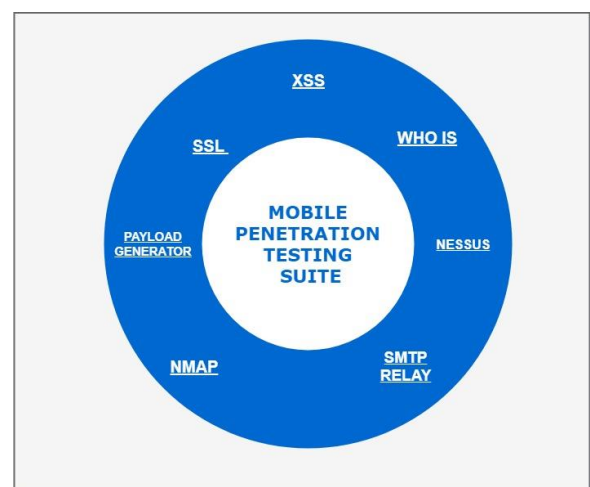 XSS
SSL
WHO IS
MOBILE
PENETRATION
TESTING
SUITE
PAYLOAD
GENERATOR
NESSUS
NMAP
SMTP
RELAY